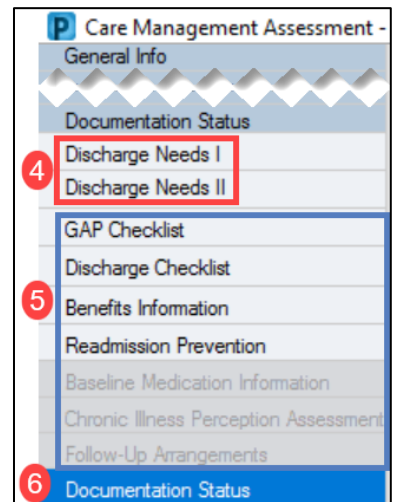 P Care Management Assessment -
General Info
Documentation Status
4
Discharge Needs I
Discharge Needs II
GAP Checklist
Discharge Checklist
5
Benefits Information
Readmission Prevention
Baseline Medication Information
Chronic Illness Perception Assessment
Follow-Up Arrangements
6
Documentation Status